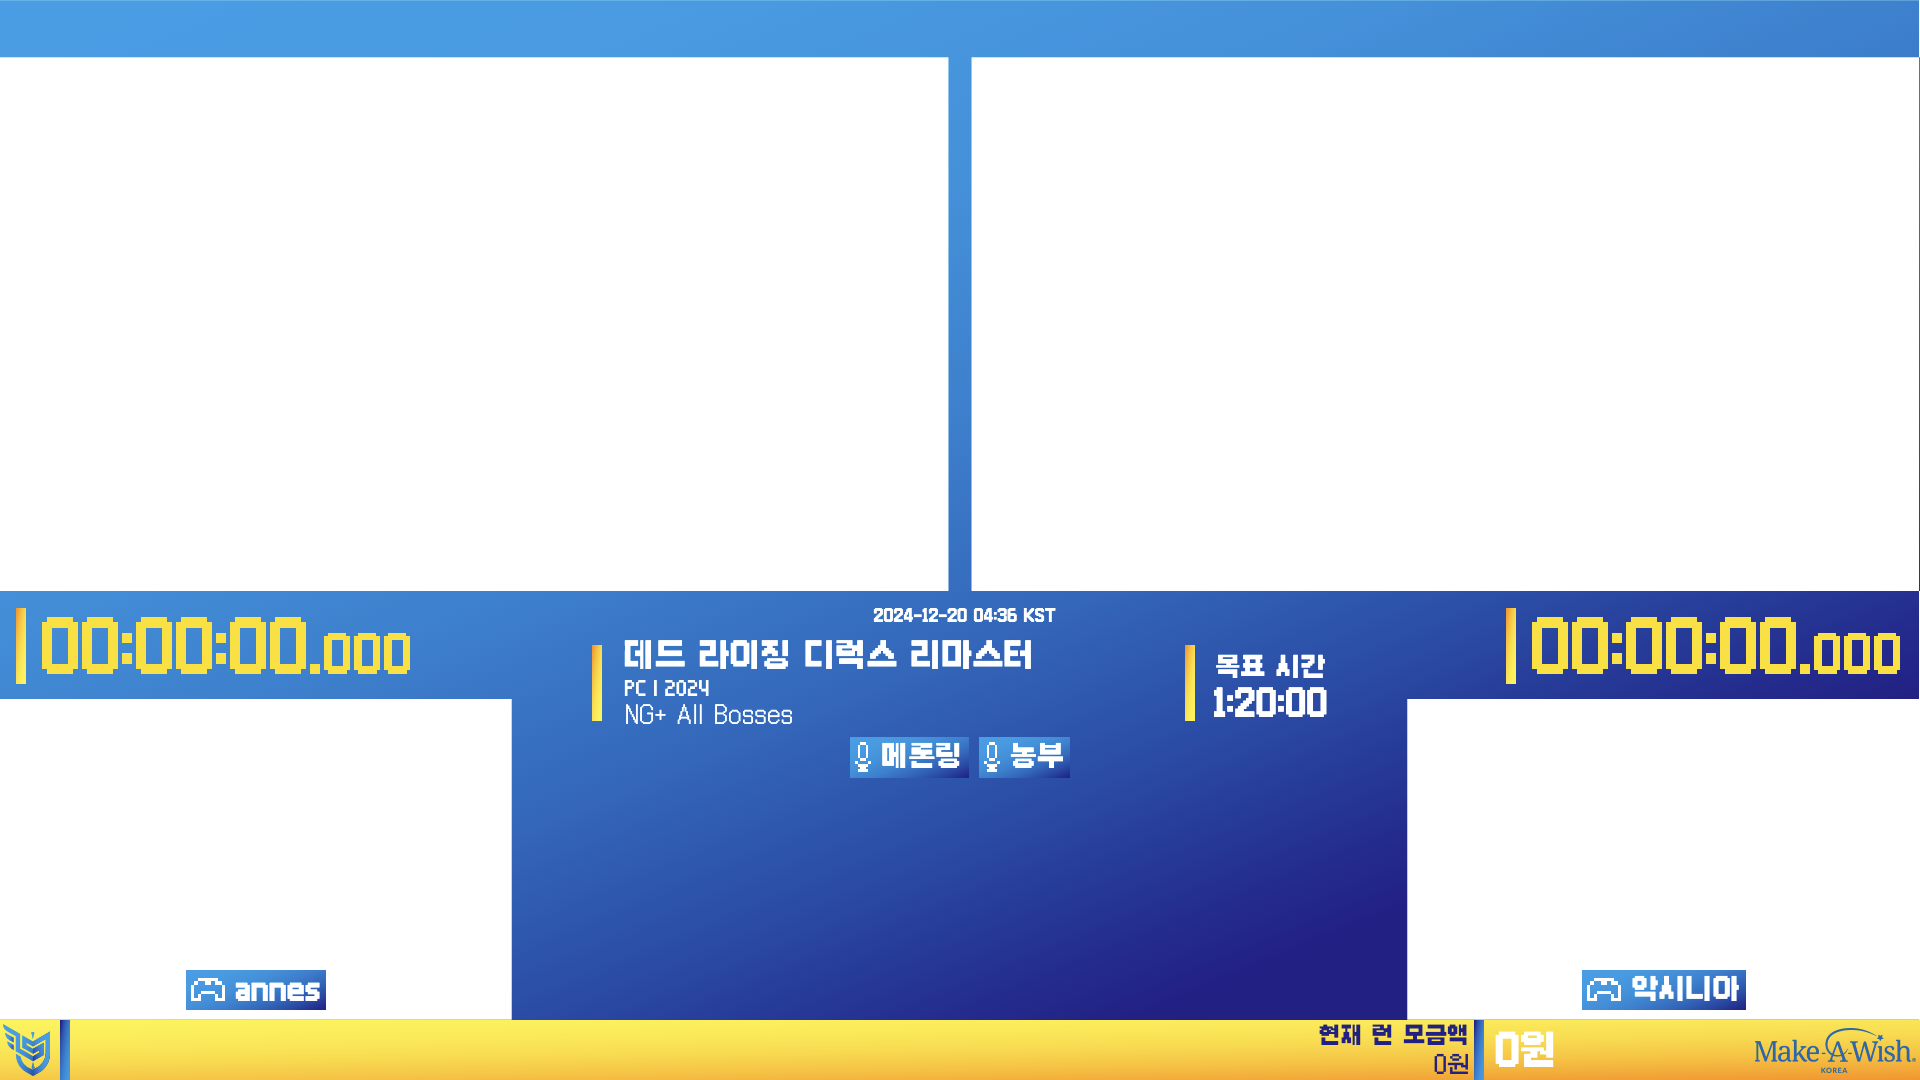 2024-12-20 04:36 KST
00:00:00.000
데드 라이징 디럭스 리마스터
PC | 2024
NG+ All Bosses
목표 시간
1:20:00
00:00:00.000
메론링
농부
annes
악시니아
현재 런 모금액
0원
0원
Make-A-Wish.
KOREA